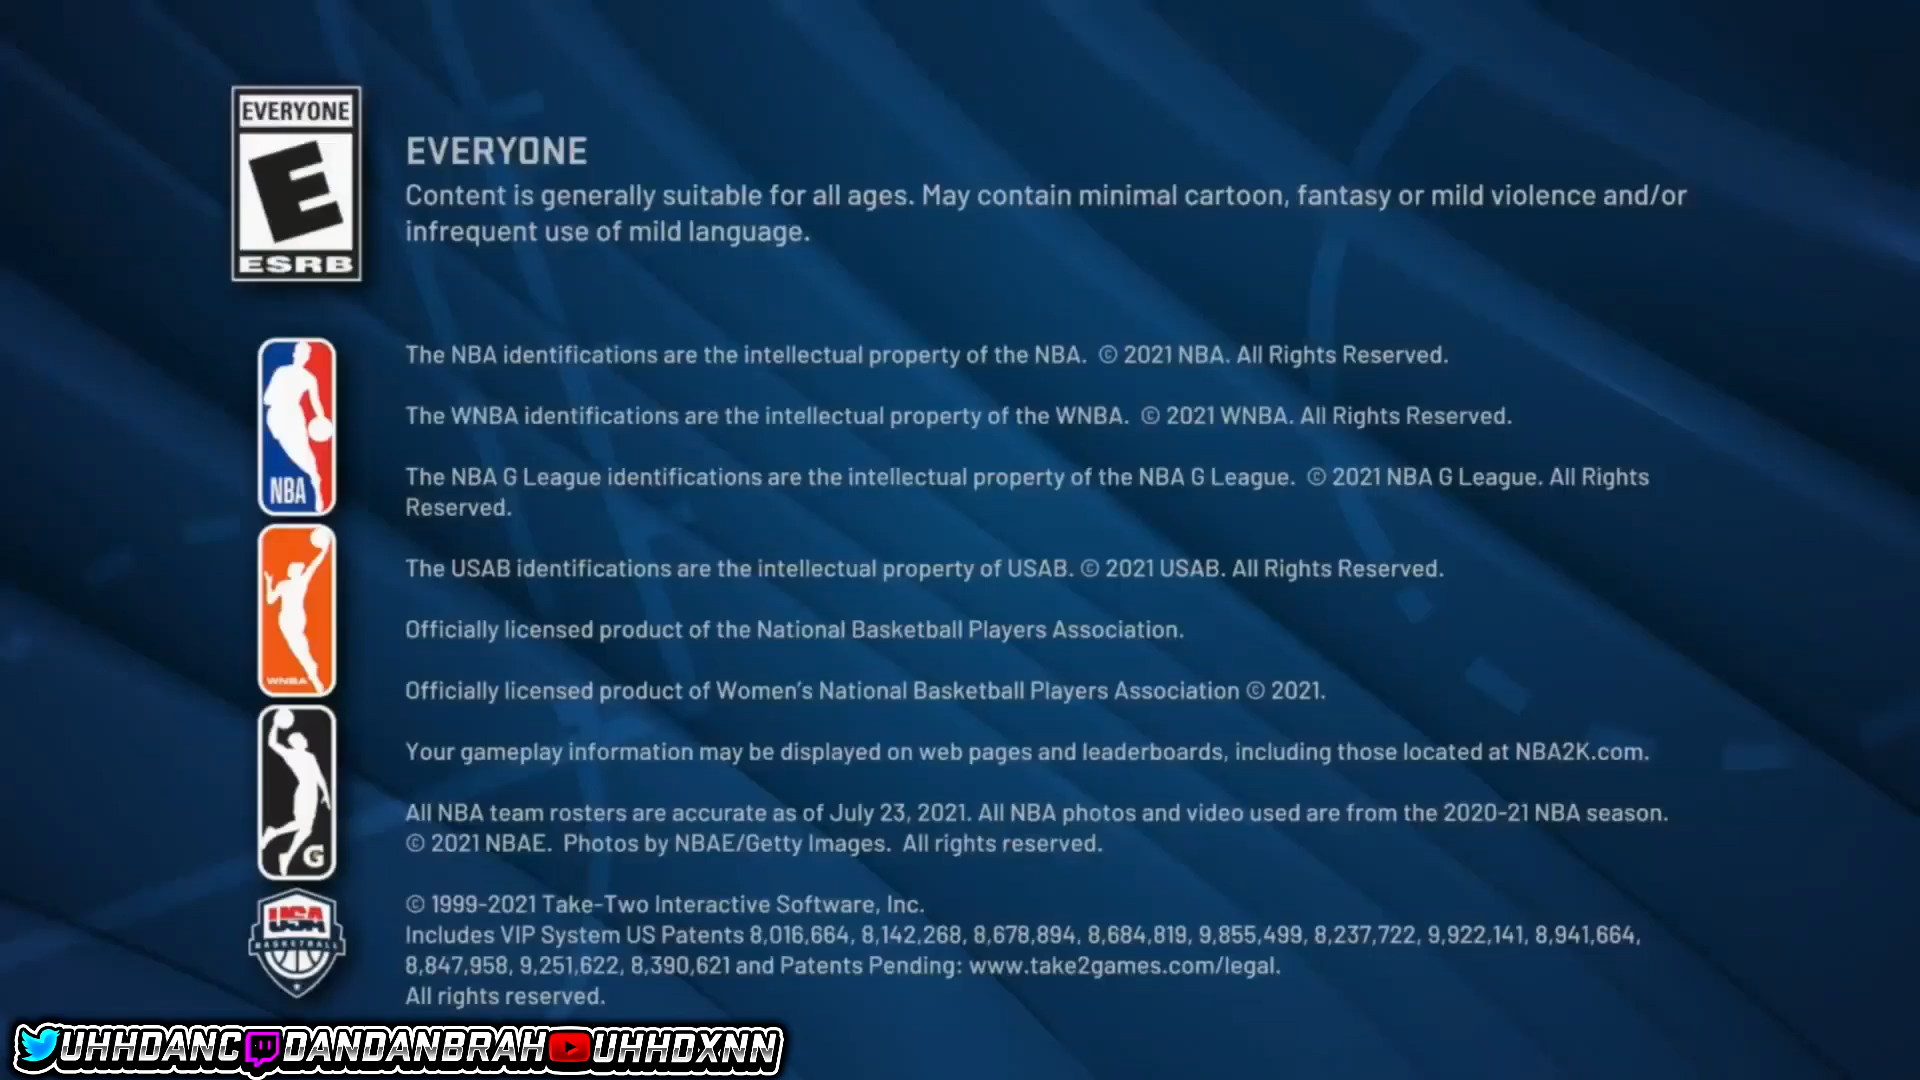 EVERYONE
E
ESRB
EVERYONE
Content is generally suitable for all ages. May contain minimal cartoon, fantasy or mild violence and/or
infrequent use of mild language.
NBA
The NBA identifications are the intellectual property of the NBA. © 2021 NBA. All Rights Reserved.
The WNBA identifications are the intellectual property of the WNBA. © 2021 WNBA. All Rights Reserved.
The NBA G League identifications are the intellectual property of the NBA G League. © 2021 NBA G League. All Rights
Reserved.
WNBA
The USAB identifications are the intellectual property of USAB. © 2021 USAB. All Rights Reserved.
Officially licensed product of the National Basketball Players Association.
Officially licensed product of Women's National Basketball Players Association © 2021.
G
Your gameplay information may be displayed on web pages and leaderboards, including those located at NBA2K.com.
All NBA team rosters are accurate as of July 23, 2021. All NBA photos and video used are from the 2020-21 NBA season.
© 2021 NBAE. Photos by NBAE/Getty Images. All rights reserved.
USA
BASKETBALL
© 1999-2021 Take-Two Interactive Software, Inc.
Includes VIP System US Patents 8,016,664, 8,142,268, 8,678,894, 8,684,819, 9,855,499, 8,237,722, 9,922,141, 8,941,664,
8,847,958, 9,251,622, 8,390,621 and Patents Pending: www.take2games.com/legal.
All rights reserved.
UHHDANC DANDANBRAH UHHDXNN